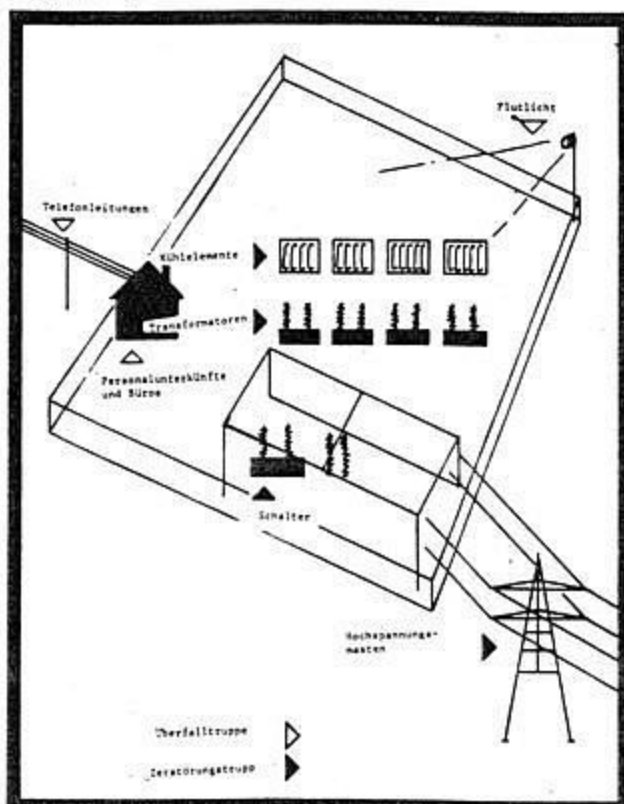 Flutlicht
Telefonleitungen
Kühlelemente
Transformatoren
Personalunterkünfte
und Büros
Schalter
Hochspannungs-
masten
Überfalltruppe
Zerstörungstrupp